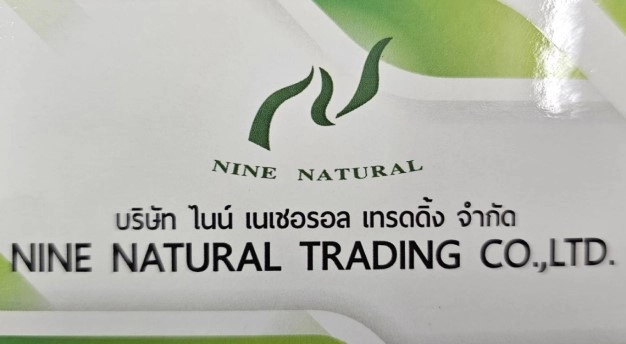 NINE NATURAL
บริษัท ไนน์ เนเชอรอล เทรดดิ้ง จำกัด
NINE NATURAL TRADING CO.,LTD.